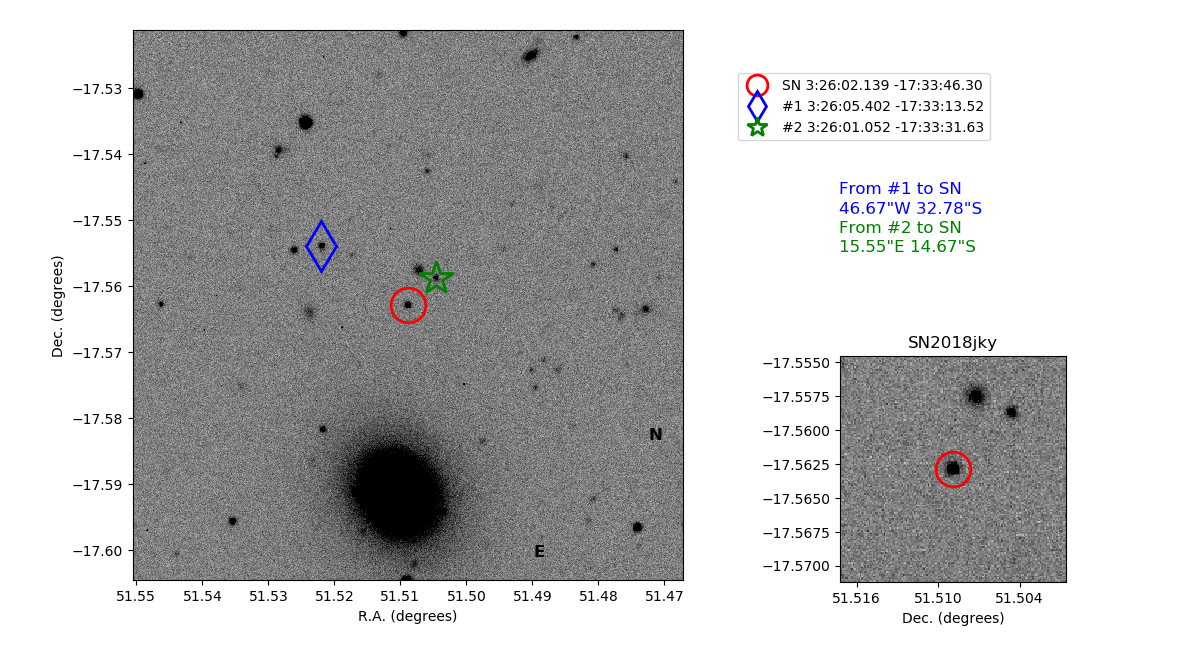 SN 3:26:02.139 -17:33:46.30
#1 3:26:05.402 -17:33:13.52
#2 3:26:01.052 -17:33:31.63
From #1 to SN
46.67"W 32.78"S
From #2 to SN
15.55"E 14.67"S
−17.53
−17.54
−17.55
−17.56
−17.57
−17.58
−17.59
−17.60
Dec. (degrees)
N
E
51.55 51.54 51.53 51.52 51.51 51.50 51.49 51.48 51.47
R.A. (degrees)
SN2018jky
−17.5550
−17.5575
−17.5600
−17.5625
−17.5650
−17.5675
−17.5700
51.516 51.510 51.504
Dec. (degrees)